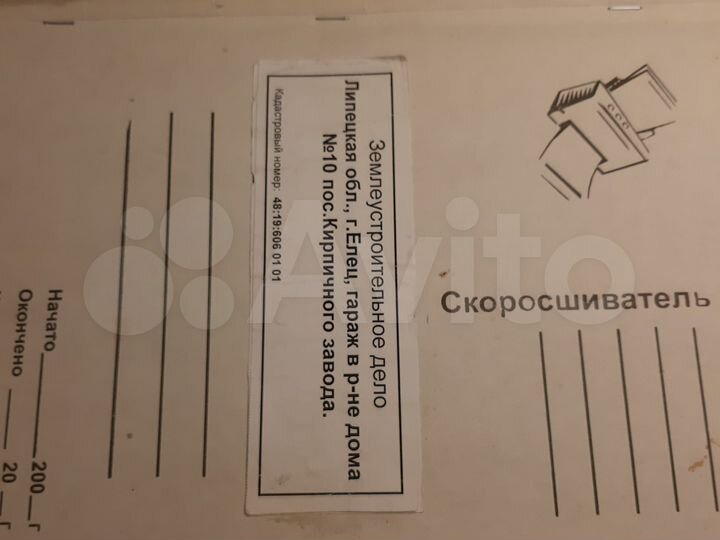 Скоросшиватель
Землеустроительное дело
Липецкая обл., г.Елец, гараж в р-не дома
№10 пос.Кирпичного завода.
Кадастровый номер: 48:19:606 01 01
Начато 200 г
Окончено 20 г
Avito